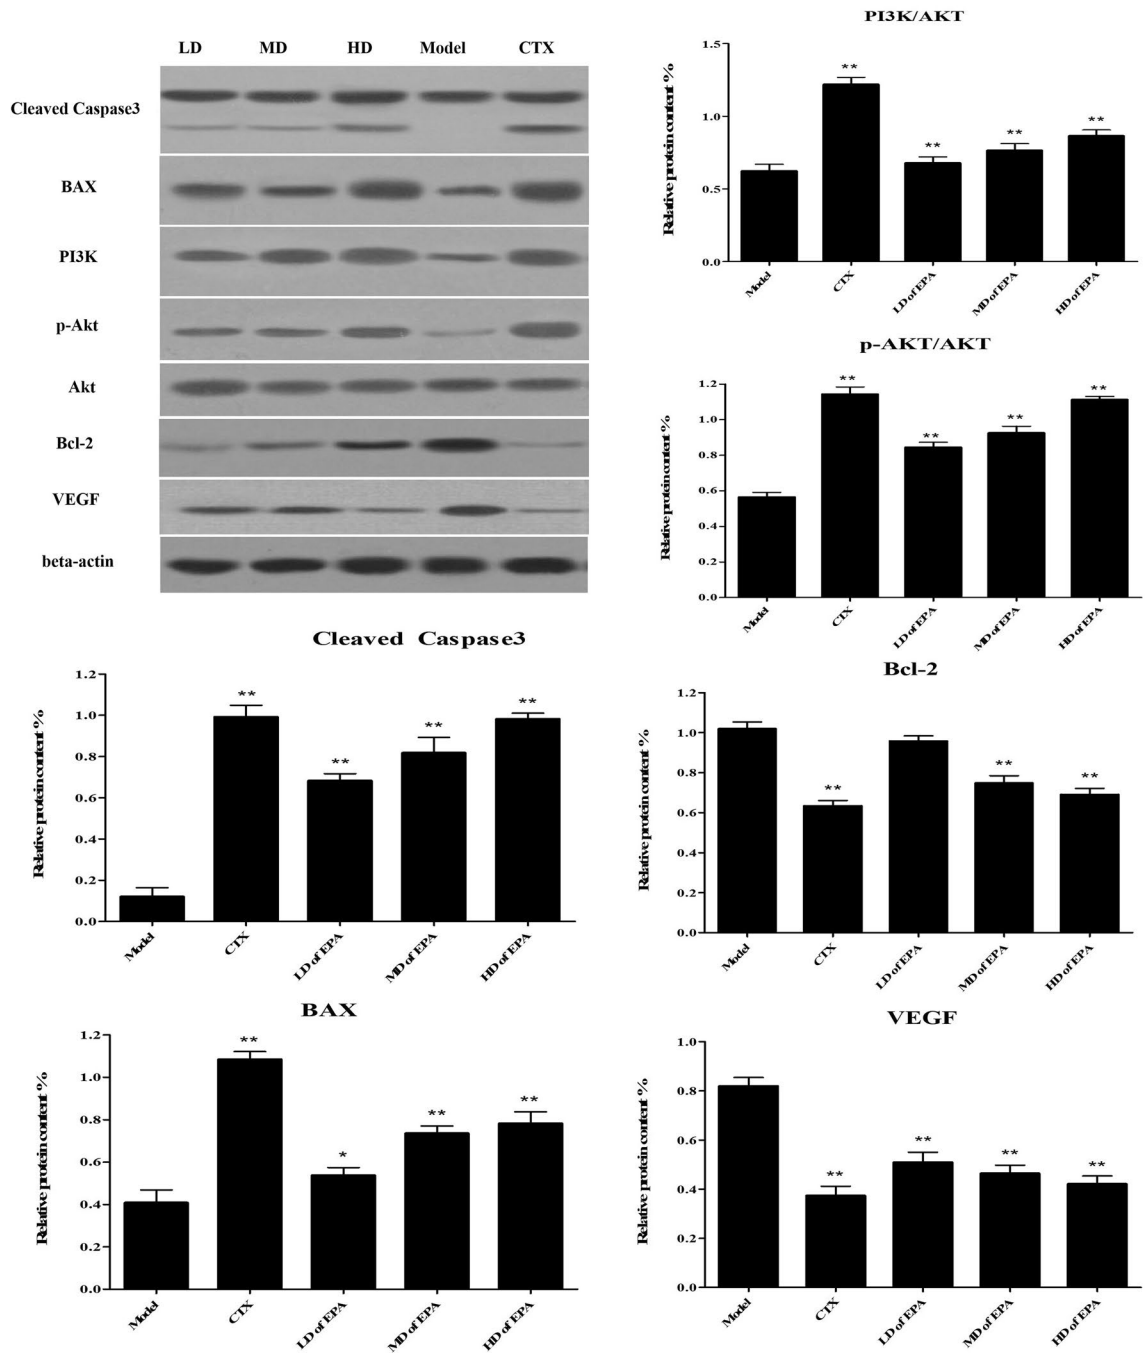 LD MD HD Model CTX
Cleaved Caspase3
BAX
PI3K
p-Akt
Akt
Bcl-2
VEGF
beta-actin
PI3K/AKT
Relative protein content %
1.5
1.0
0.5
0.0
** ** ** **
Model CTX LD of EPA MD of EPA HD of EPA
p-AKT/AKT
Relative protein content %
1.2
1.0
0.8
0.6
0.4
0.2
0.0
** ** ** **
Model CTX LD of EPA MD of EPA HD of EPA
Cleaved Caspase3
Relative protein content %
1.2
1.0
0.8
0.6
0.4
0.2
0.0
** ** ** **
Model CTX LD of EPA MD of EPA HD of EPA
Bcl-2
Relative protein content %
1.2
1.0
0.8
0.6
0.4
0.2
0.0
** ** **
Model CTX LD of EPA MD of EPA HD of EPA
BAX
Relative protein content %
1.2
1.0
0.8
0.6
0.4
0.2
0.0
** * ** **
Model CTX LD of EPA MD of EPA HD of EPA
VEGF
Relative protein content %
1.0
0.8
0.6
0.4
0.2
0.0
** ** ** **
Model CTX LD of EPA MD of EPA HD of EPA